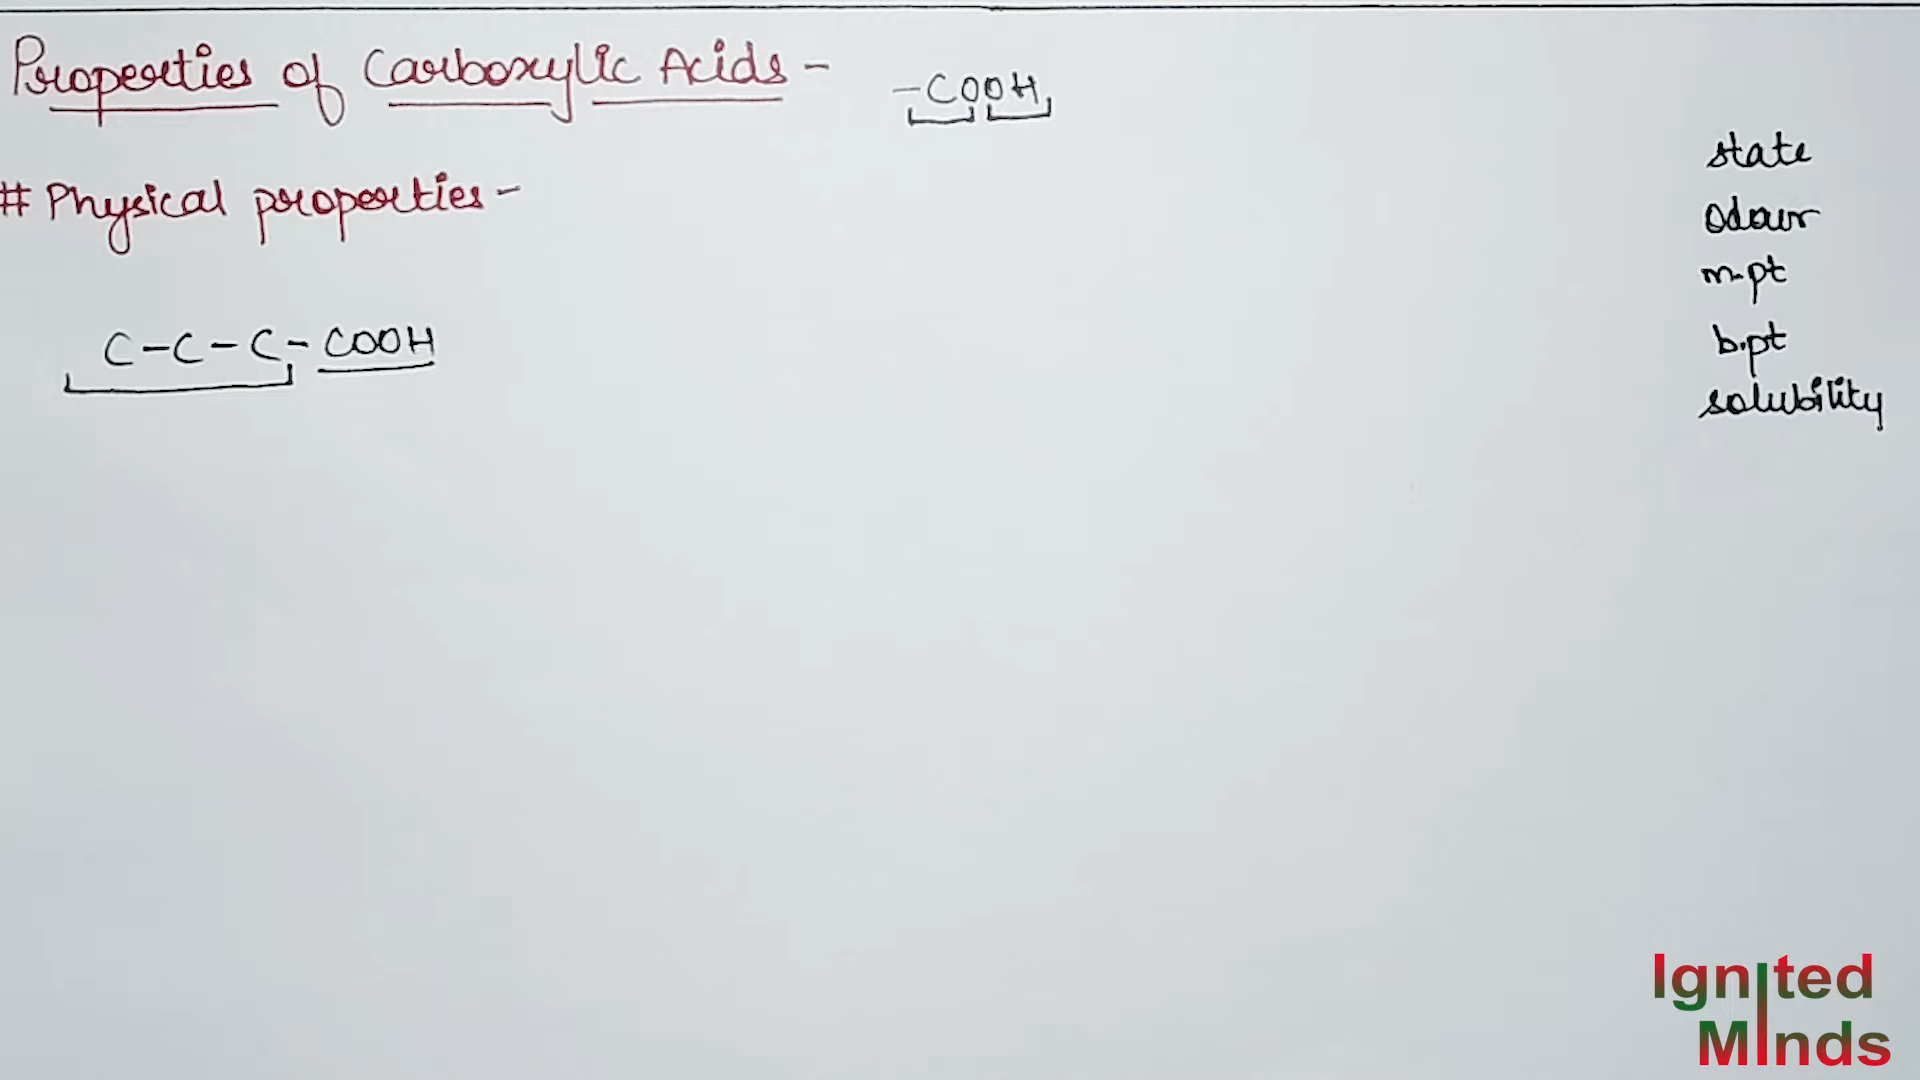 Properties of Carboxylic Acids - -COOH
# Physical properties -
C-C-C-COOH
state
Odour
m.pt
b.pt
solubility
Ignited
Minds